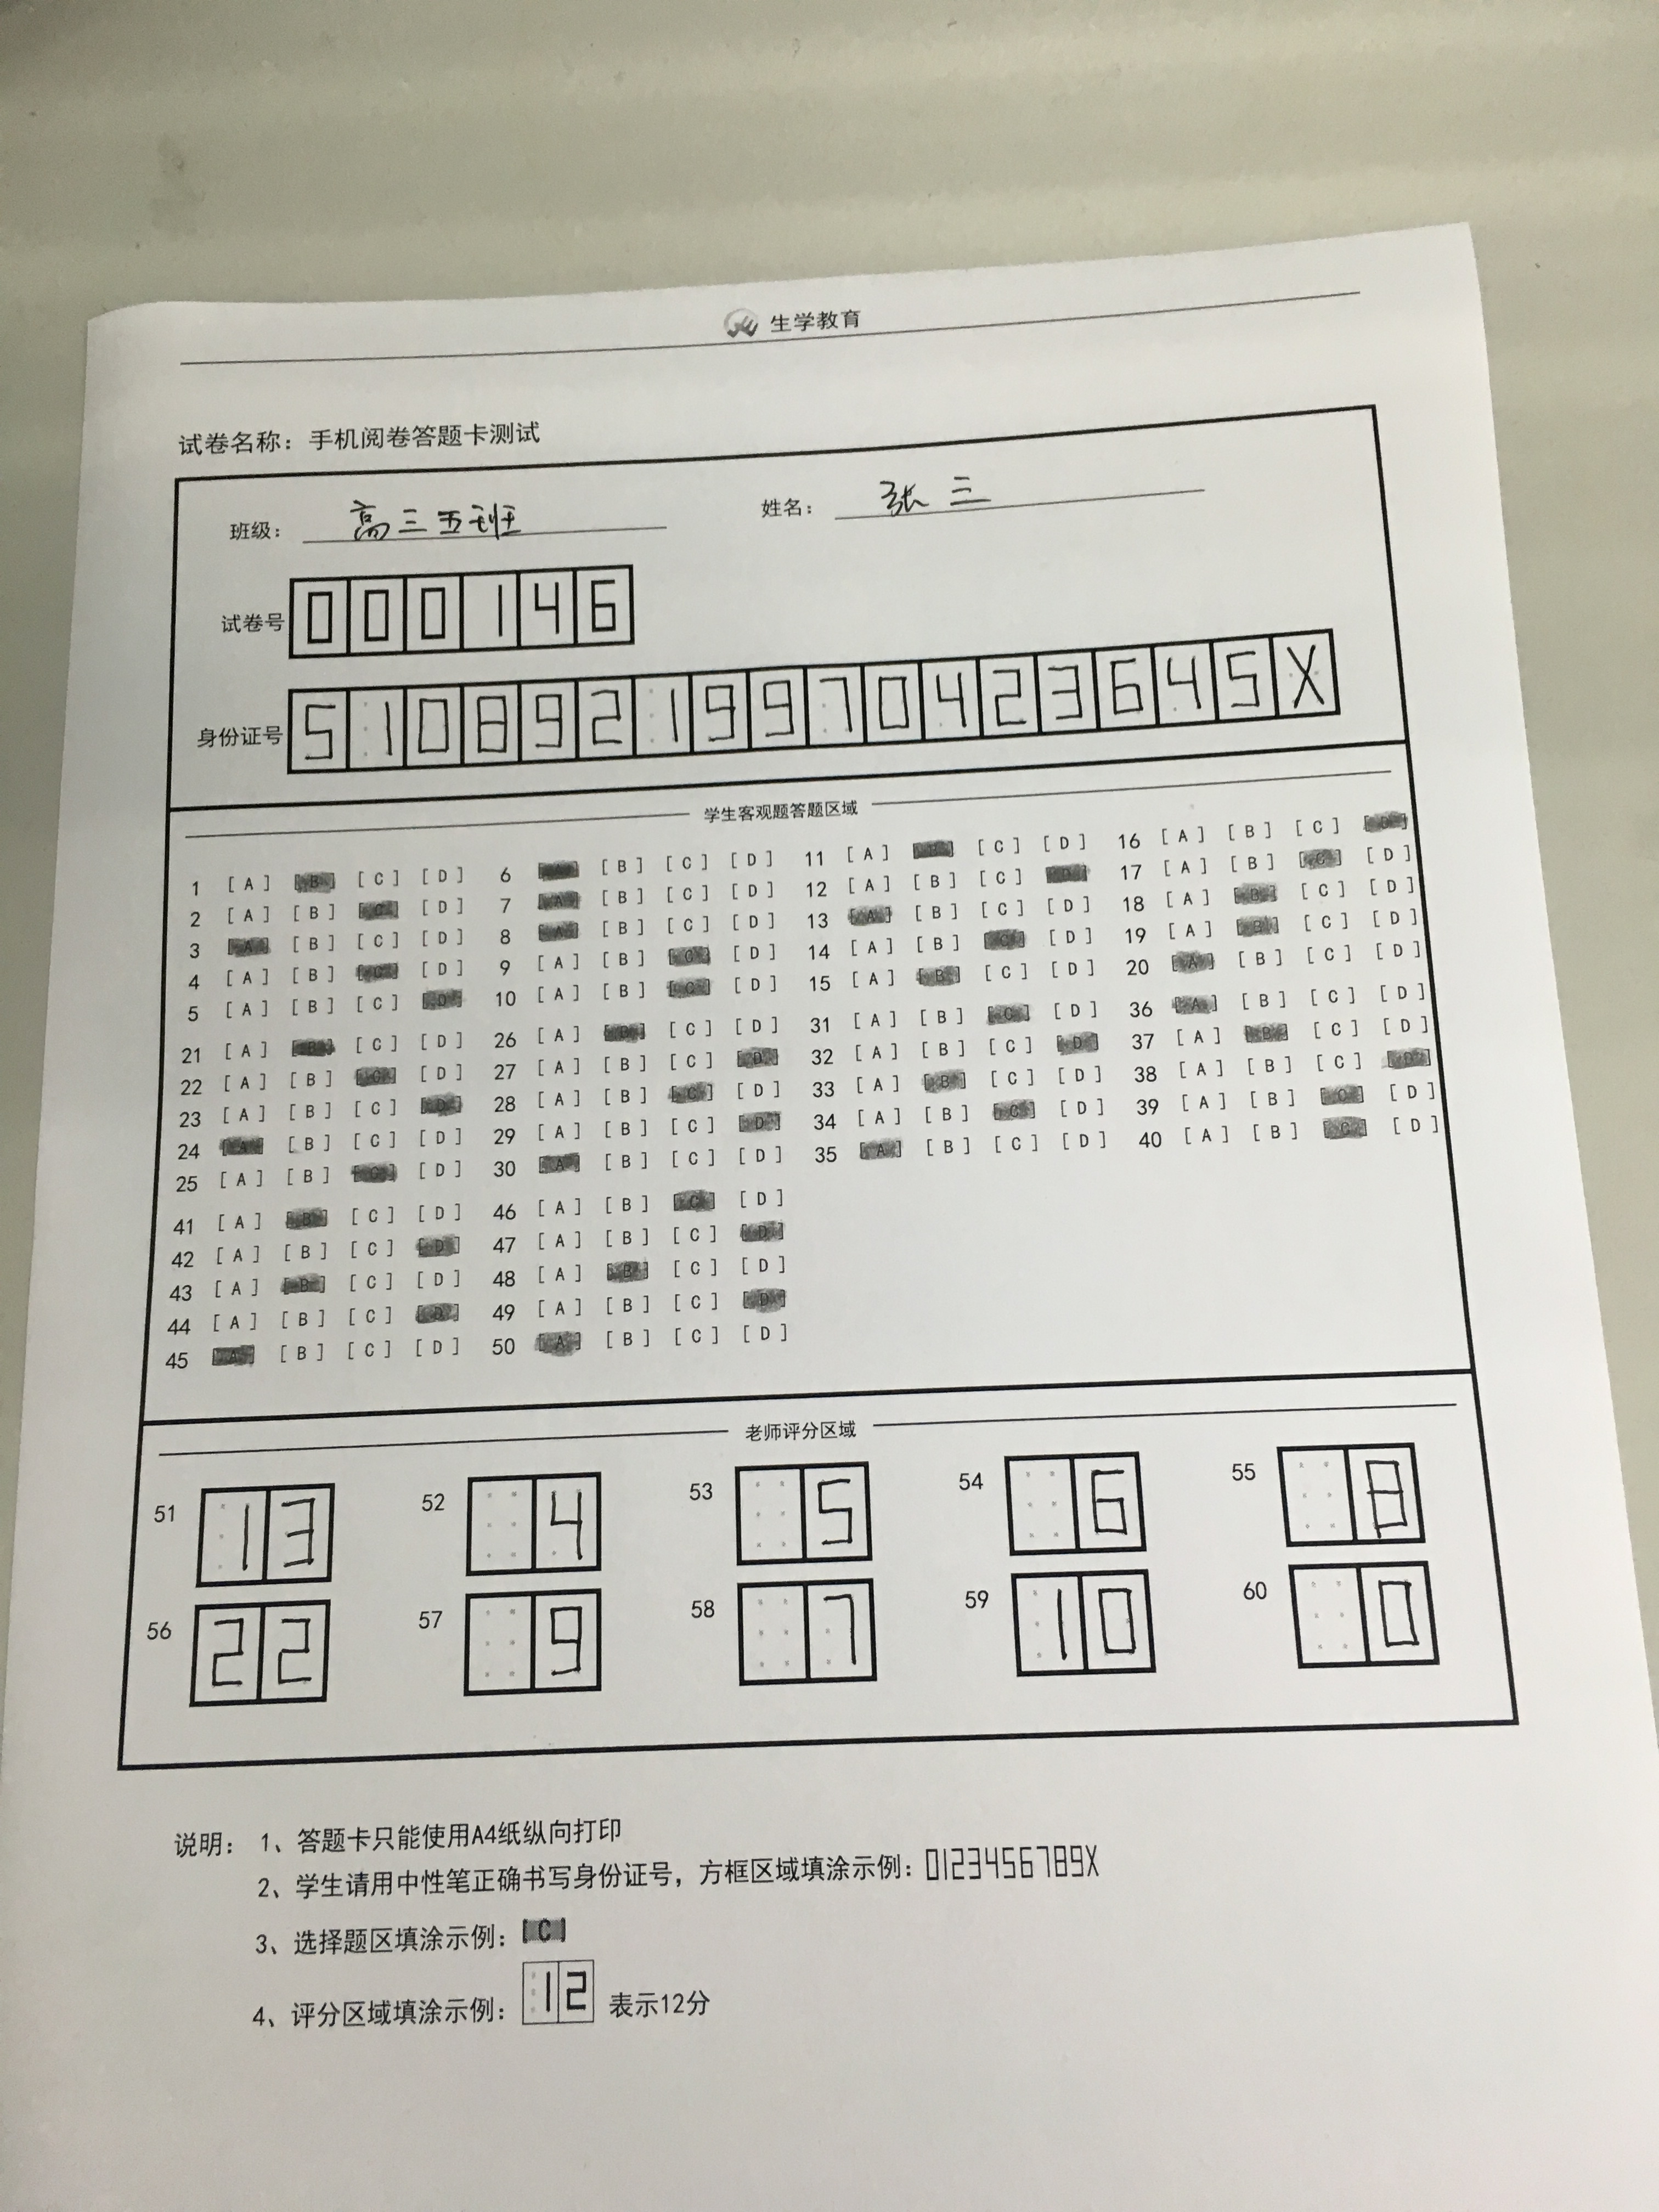 生学教育
试卷名称：手机阅卷答题卡测试
班级： 高三五班 姓名： 张三
试卷号 000146
身份证号 51089219970423645X
学生客观题答题区域
1 [A] [B] [C] [D] 6 [A] [B] [C] [D] 11 [A] [B] [C] [D] 16 [A] [B] [C] [D]
2 [A] [B] [C] [D] 7 [A] [B] [C] [D] 12 [A] [B] [C] [D] 17 [A] [B] [C] [D]
3 [A] [B] [C] [D] 8 [A] [B] [C] [D] 13 [A] [B] [C] [D] 18 [A] [B] [C] [D]
4 [A] [B] [C] [D] 9 [A] [B] [C] [D] 14 [A] [B] [C] [D] 19 [A] [B] [C] [D]
5 [A] [B] [C] [D] 10 [A] [B] [C] [D] 15 [A] [B] [C] [D] 20 [A] [B] [C] [D]
21 [A] [B] [C] [D] 26 [A] [B] [C] [D] 31 [A] [B] [C] [D] 36 [A] [B] [C] [D]
22 [A] [B] [C] [D] 27 [A] [B] [C] [D] 32 [A] [B] [C] [D] 37 [A] [B] [C] [D]
23 [A] [B] [C] [D] 28 [A] [B] [C] [D] 33 [A] [B] [C] [D] 38 [A] [B] [C] [D]
24 [A] [B] [C] [D] 29 [A] [B] [C] [D] 34 [A] [B] [C] [D] 39 [A] [B] [C] [D]
25 [A] [B] [C] [D] 30 [A] [B] [C] [D] 35 [A] [B] [C] [D] 40 [A] [B] [C] [D]
41 [A] [B] [C] [D] 46 [A] [B] [C] [D]
42 [A] [B] [C] [D] 47 [A] [B] [C] [D]
43 [A] [B] [C] [D] 48 [A] [B] [C] [D]
44 [A] [B] [C] [D] 49 [A] [B] [C] [D]
45 [A] [B] [C] [D] 50 [A] [B] [C] [D]
老师评分区域
51 13 52 4 53 5 54 6 55 8
56 22 57 9 58 7 59 10 60 0
说明： 1、答题卡只能使用A4纸纵向打印
2、学生请用中性笔正确书写身份证号，方框区域填涂示例：0123456789X
3、选择题区填涂示例： [C]
4、评分区域填涂示例： 12 表示12分